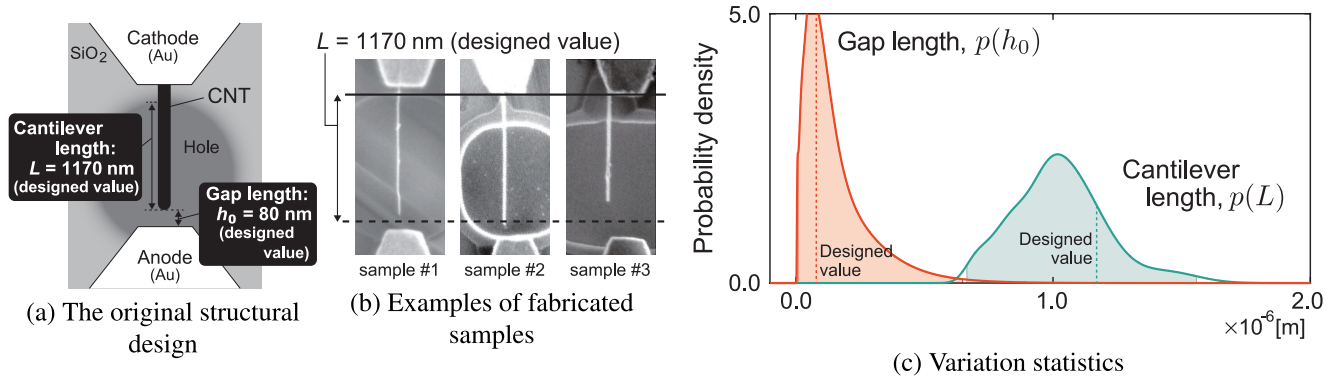 Cathode
(Au)
SiO2
CNT
Cantilever
length:
L = 1170 nm
(designed value)
Hole
Gap length:
h0 = 80 nm
(designed
value)
Anode
(Au)
(a) The original structural
design
L = 1170 nm (designed value)
sample #1
sample #2
sample #3
(b) Examples of fabricated
samples
5.0
Probability density
0.0
Gap length, p(h0)
Designed
value
Cantilever
length, p(L)
Designed
value
0.0
1.0
2.0
×10-6[m]
(c) Variation statistics